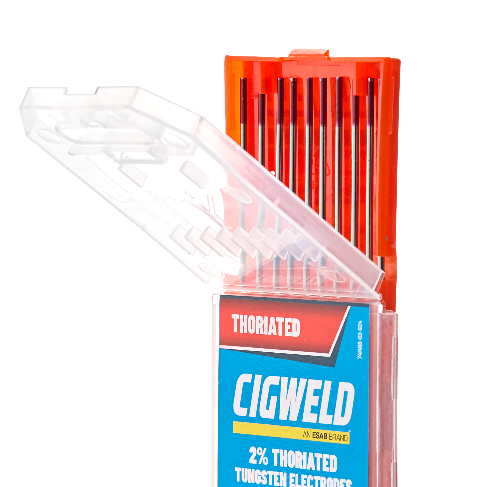 THORIATED
CIGWELD
AN ESAB BRAND
2% THORIATED
TUNGSTEN ELECTRODES